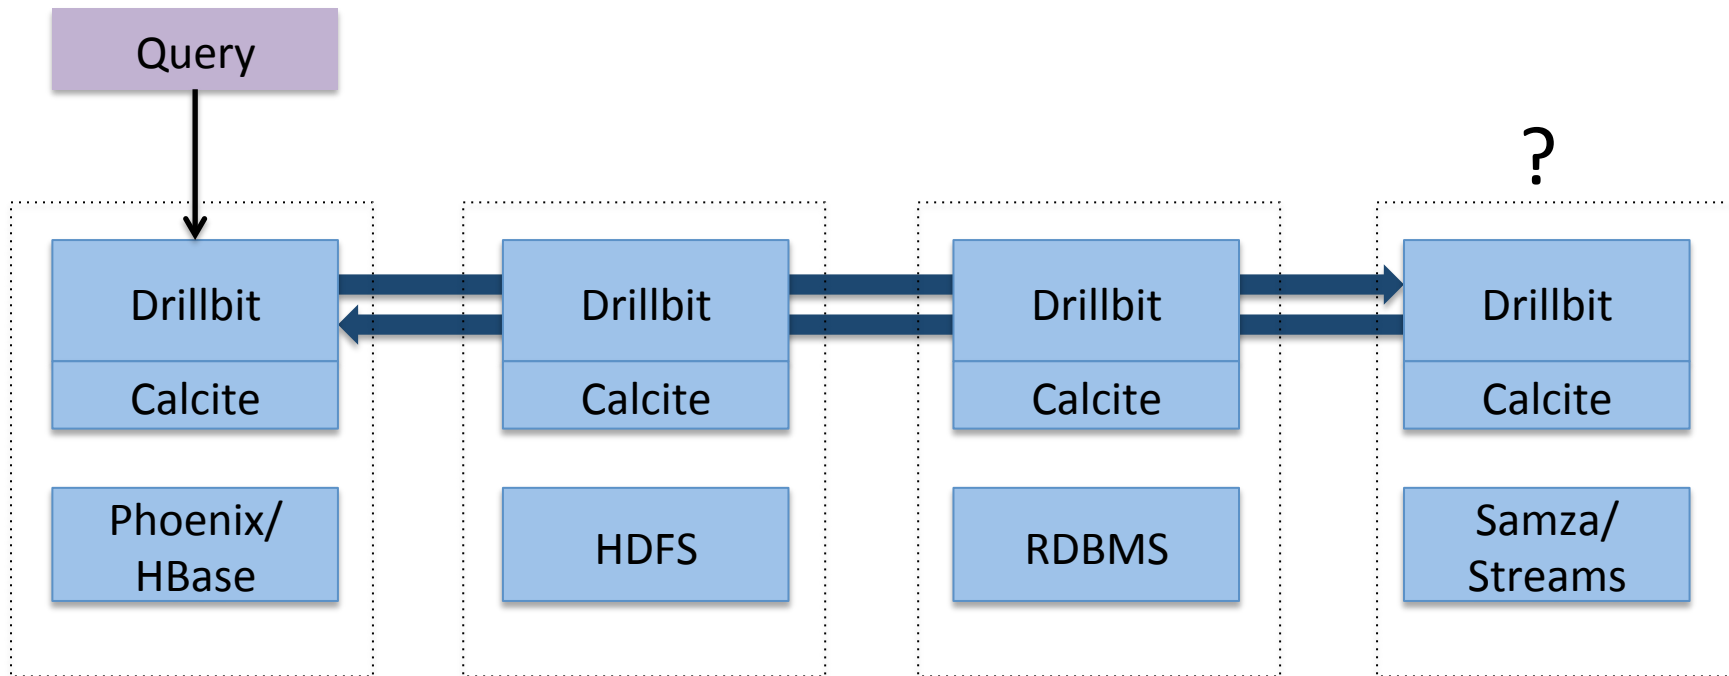 Query
?
Drillbit
Drillbit
Drillbit
Drillbit
Calcite
Calcite
Calcite
Calcite
Phoenix/
HBase
HDFS
RDBMS
Samza/
Streams